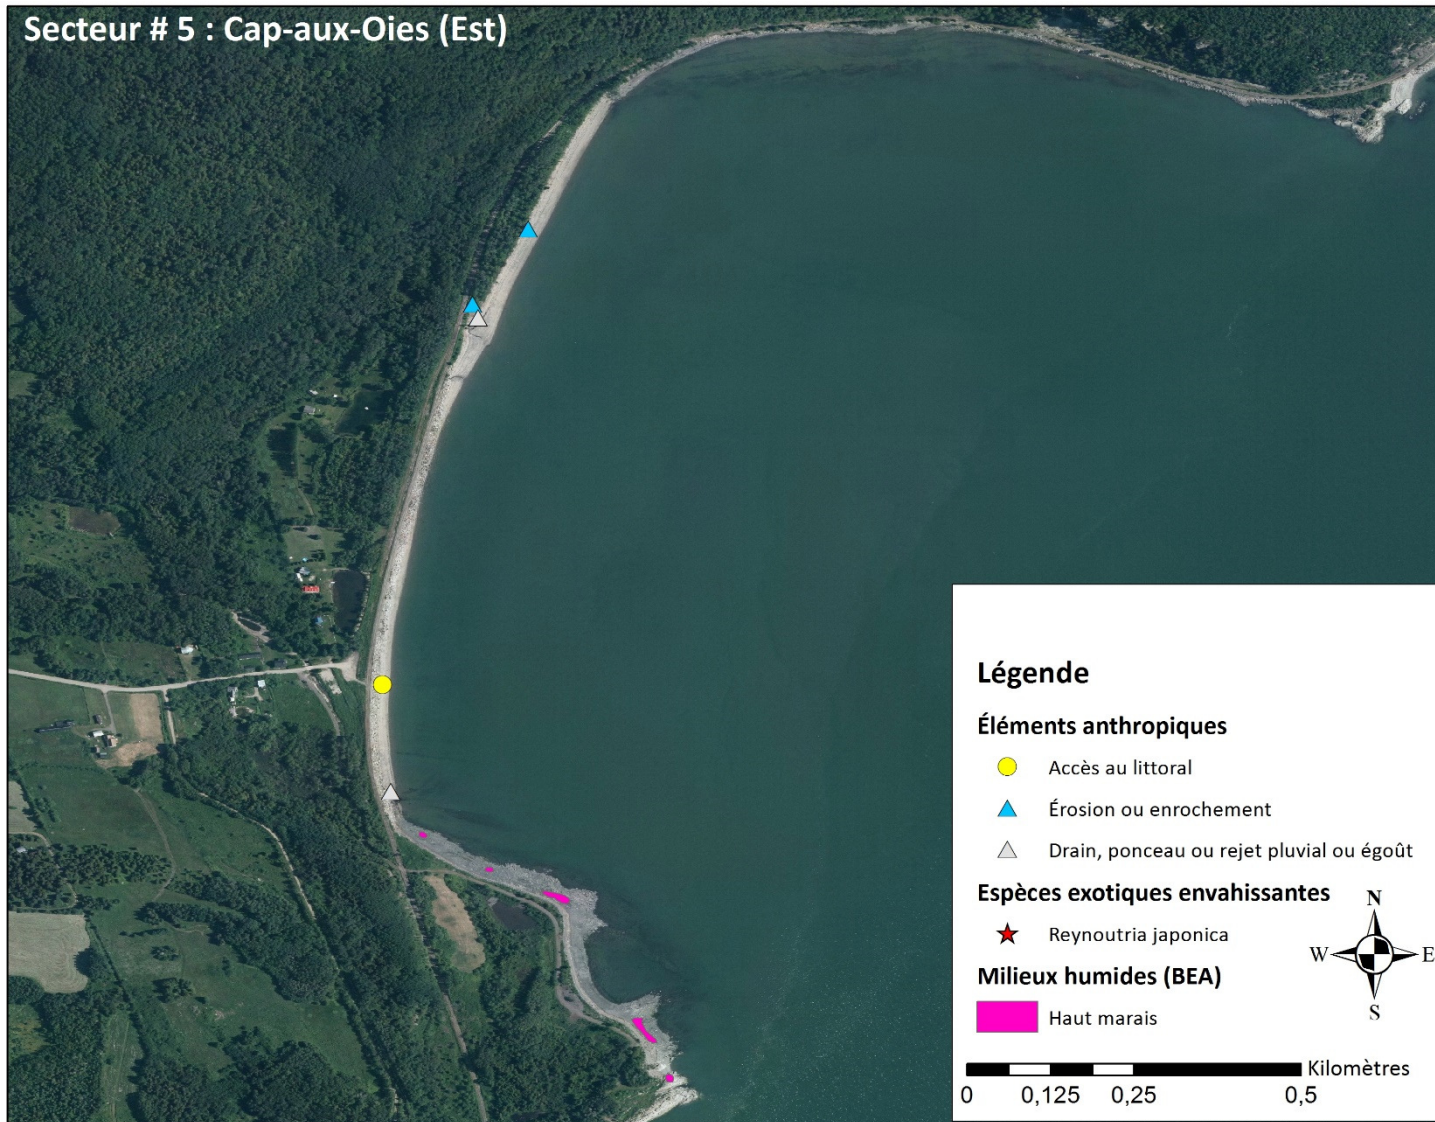 Secteur # 5 : Cap-aux-Oies (Est)
Légende
Éléments anthropiques
Accès au littoral
Érosion ou enrochement
Drain, ponceau ou rejet pluvial ou égoût
Espèces exotiques envahissantes
Reynoutria japonica
Milieux humides (BEA)
Haut marais
N
W E
S
Kilomètres
0 0,125 0,25 0,5